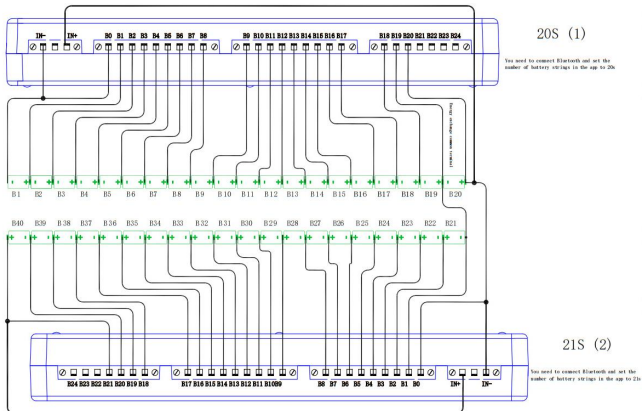 IN- IN+ B0 B1 B2 B3 B4 B5 B6 B7 B8 B9 B10 B11 B12 B13 B14 B15 B16 B17 B18 B19 B20 B21 B22 B23 B24
20S (1)
You need to connect Bluetooth and set the
number of battery strings in the app to 20s
B1 B2 B3 B4 B5 B6 B7 B8 B9 B10 B11 B12 B13 B14 B15 B16 B17 B18 B19 B20
B40 B39 B38 B37 B36 B35 B34 B33 B32 B31 B30 B29 B28 B27 B26 B25 B24 B23 B22 B21
21S (2)
You need to connect Bluetooth and set the
number of battery strings in the app to 21s
B24 B23 B22 B21 B20 B19 B18 B17 B16 B15 B14 B13 B12 B11 B10 B9 B8 B7 B6 B5 B4 B3 B2 B1 B0 IN+ IN-